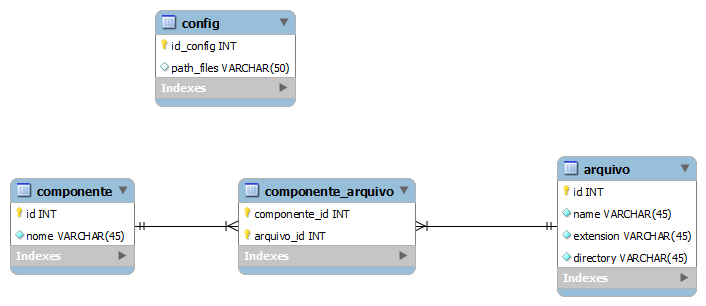 config
id_config INT
path_files VARCHAR(50)
Indexes
componente
id INT
nome VARCHAR(45)
Indexes
componente_arquivo
componente_id INT
arquivo_id INT
Indexes
arquivo
id INT
name VARCHAR(45)
extension VARCHAR(45)
directory VARCHAR(45)
Indexes